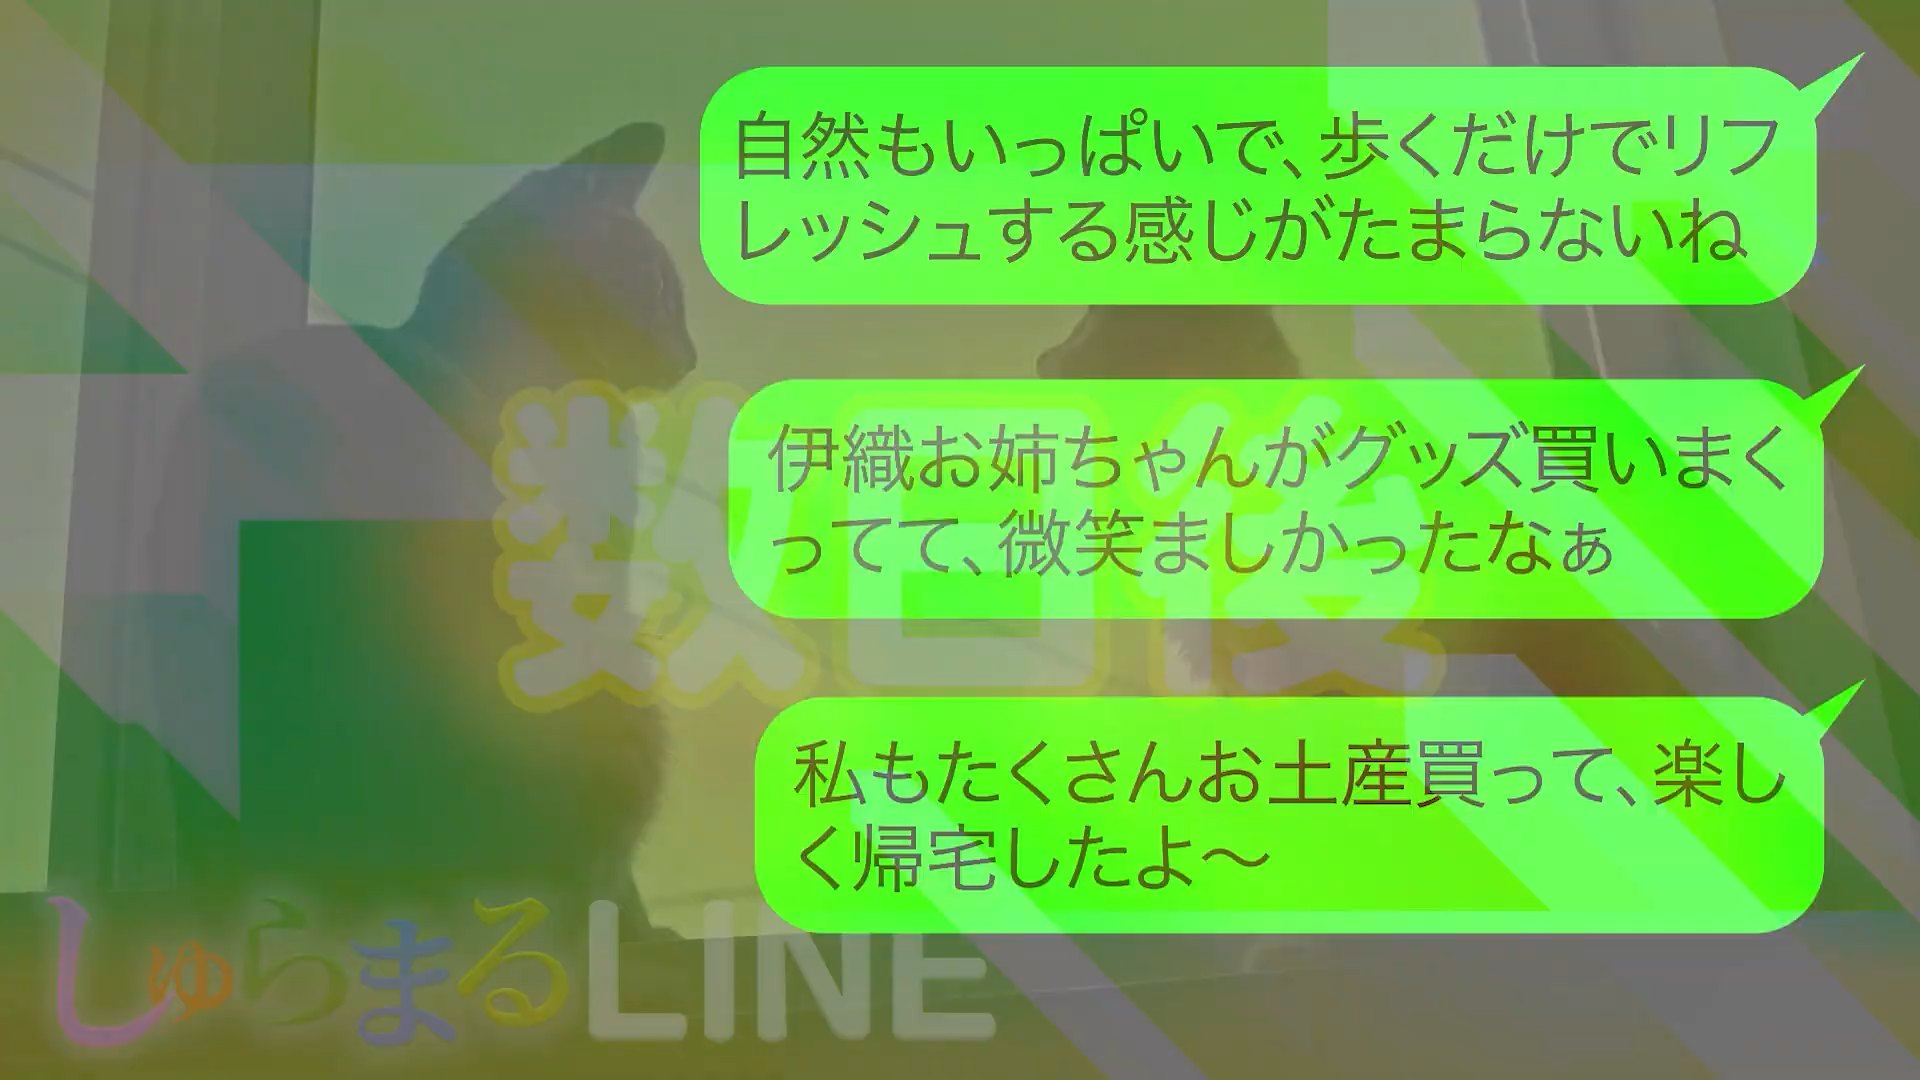 自然もいっぱいで、歩くだけでリフ
レッシュする感じがたまらないね
伊織お姉ちゃんがグッズ買いまく
ってて、微笑ましかったなぁ
数日後
私もたくさんお土産買って、楽し
く帰宅したよ～
しゅらまるLINE